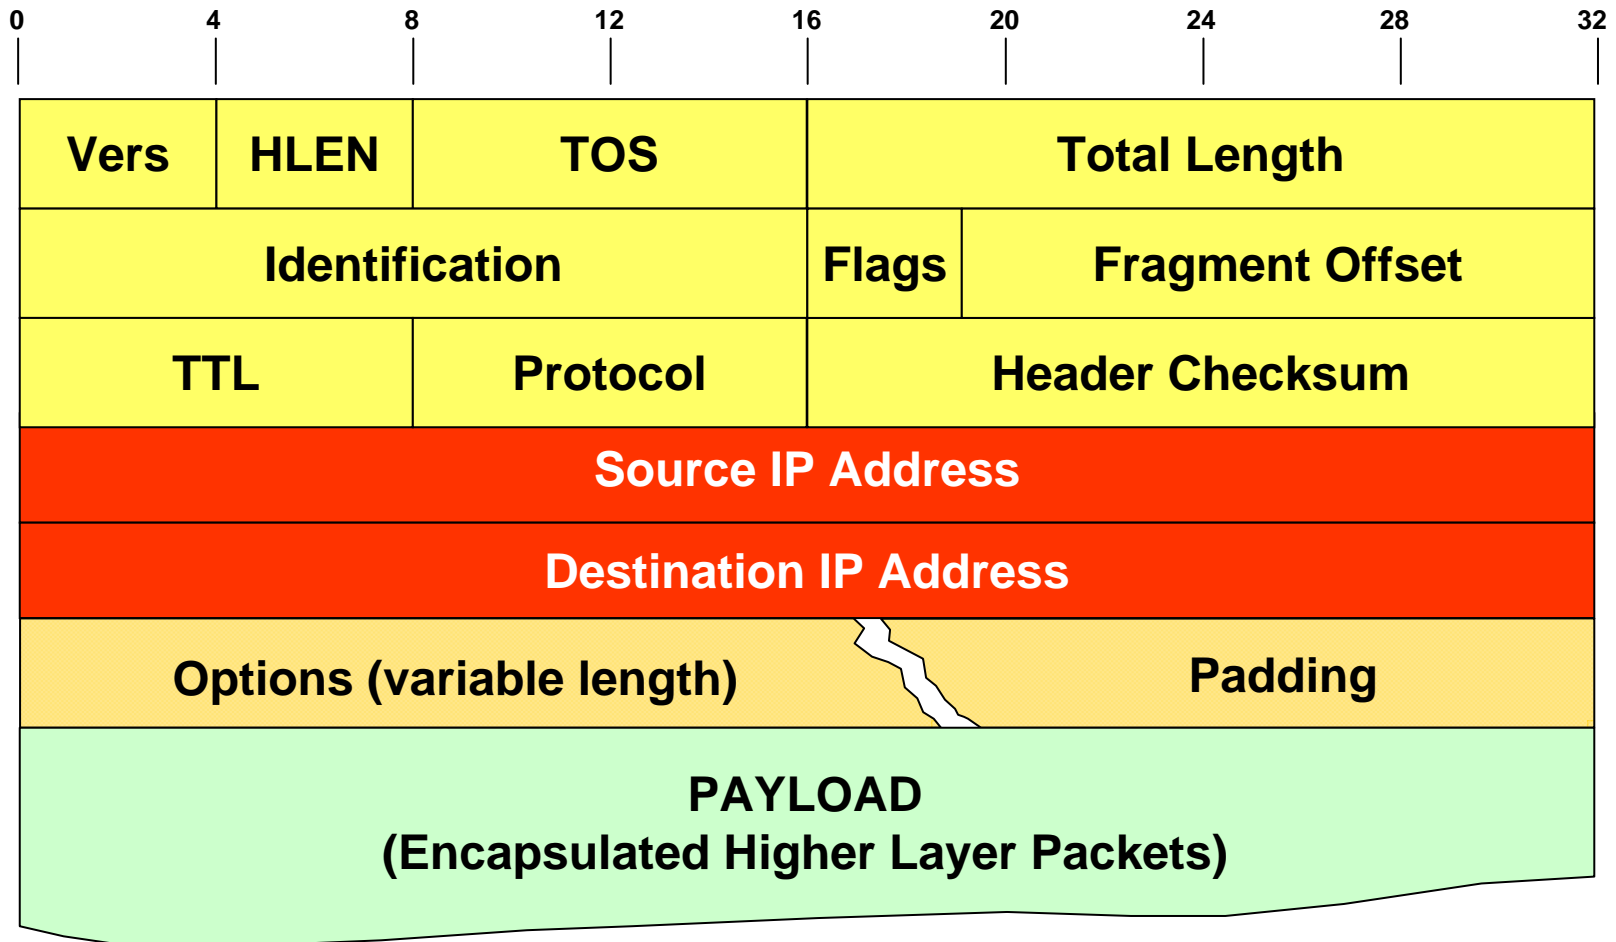 0 4 8 12 16 20 24 28 32
Vers HLEN TOS Total Length
Identification Flags Fragment Offset
TTL Protocol Header Checksum
Source IP Address
Destination IP Address
Options (variable length) Padding
PAYLOAD
(Encapsulated Higher Layer Packets)